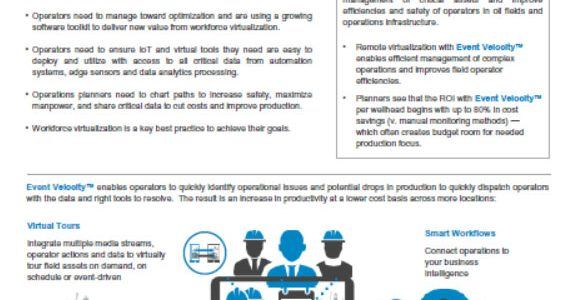 • Operators need to manage toward optimization and are using a growing
software toolkit to deliver new value from workforce virtualization.
• Operators need to ensure IoT and virtual tools they need are easy to
deploy and utilize with access to all critical data from automation
systems, edge sensors and data analytics processing.
• Operations planners need to chart paths to increase safety, maximize
manpower, and share critical data to cut costs and improve production.
• Workforce virtualization is a key best practice to achieve their goals.
management of critical assets and improve
efficiencies and safety of operators in oil fields and
operations infrastructure.
• Remote virtualization with Event Velocity™
enables efficient management of complex
operations and improves field operator
efficiencies.
• Planners see that the ROI with Event Velocity™
per wellhead begins with up to 80% in cost
savings (v. manual monitoring methods) —
which often creates budget room for needed
production focus.
Event Velocity™ enables operators to quickly identify operational issues and potential drops in production to quickly dispatch operators
with the data and right tools to resolve. The result is an increase in productivity at a lower cost basis across more locations:
Virtual Tours
Integrate multiple media streams,
operator actions and data to virtually
tour field assets on demand, on
schedule or event-driven
Smart Workflows
Connect operations to
your business
intelligence